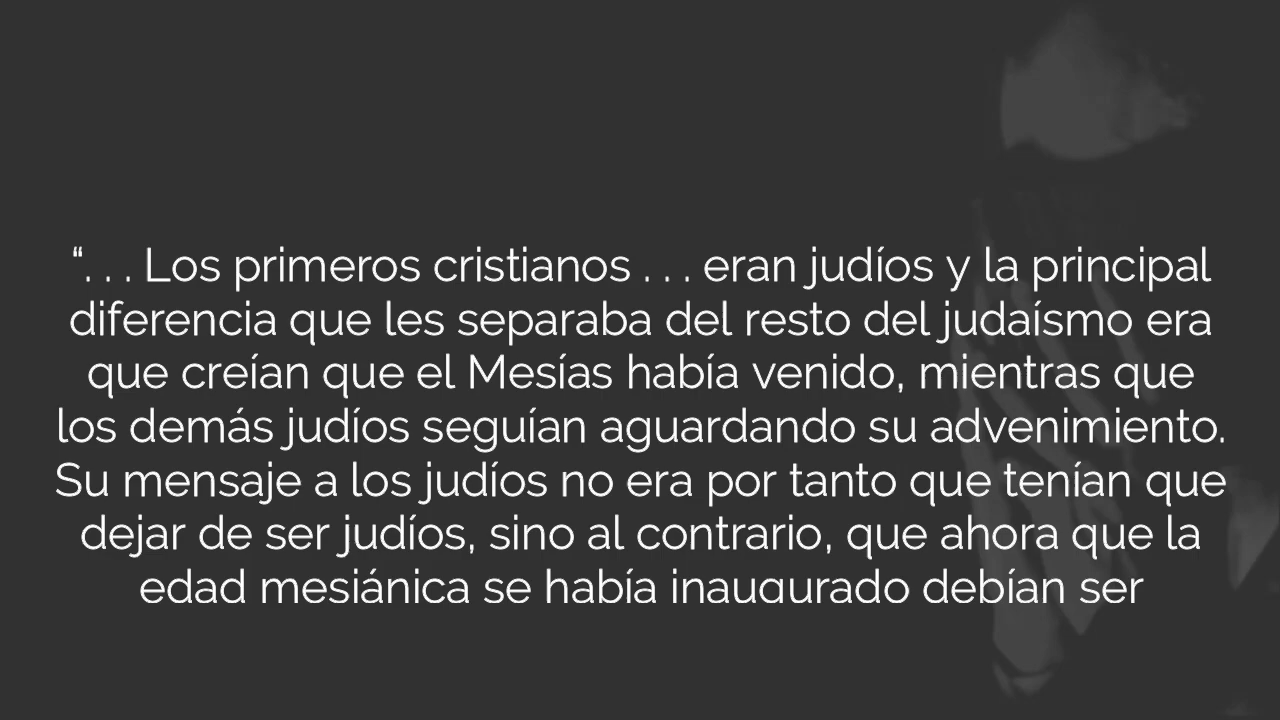 “. . . Los primeros cristianos . . . eran judíos y la principal
diferencia que les separaba del resto del judaísmo era
que creían que el Mesías había venido, mientras que
los demás judíos seguían aguardando su advenimiento.
Su mensaje a los judíos no era por tanto que tenían que
dejar de ser judíos, sino al contrario, que ahora que la
edad mesiánica se había inaugurado debían ser